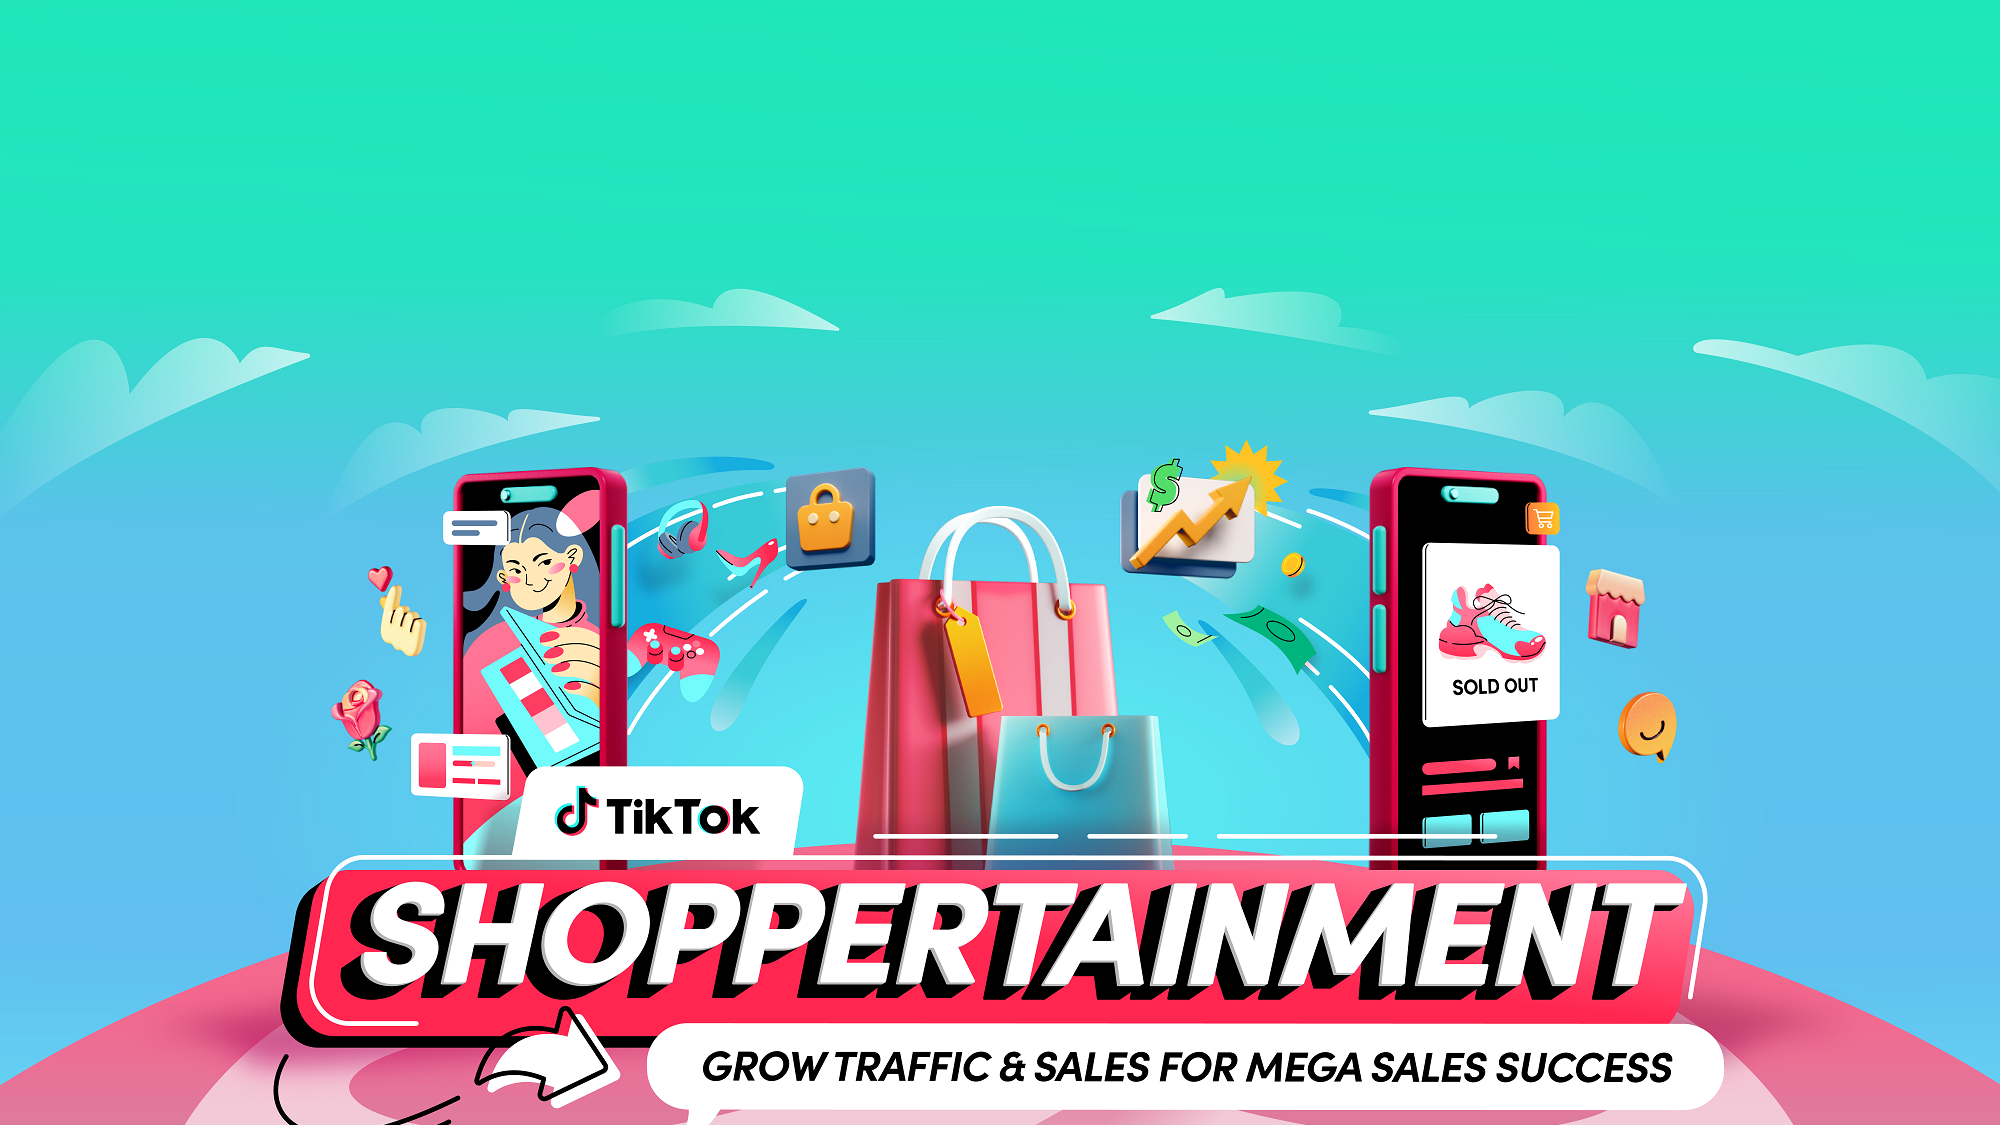 $
SOLD OUT
TikTok
SHOPPERTAINMENT
GROW TRAFFIC & SALES FOR MEGA SALES SUCCESS